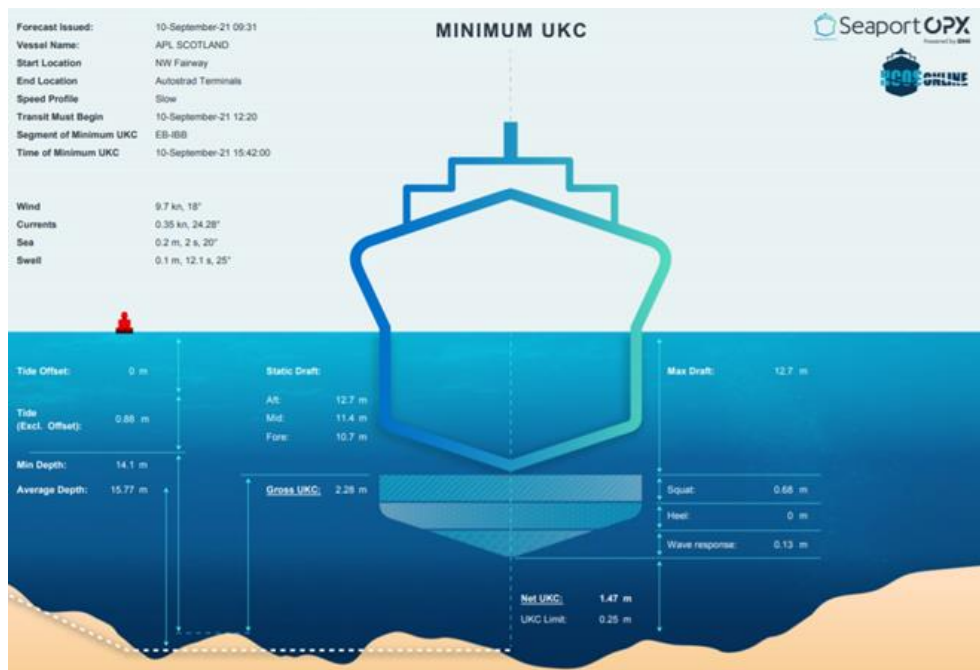 MINIMUM UKC
Forecast Issued: 10-September-21 09:31
Vessel Name: APL SCOTLAND
Start Location NW Fairway
End Location Autostrad Terminals
Speed Profile Slow
Transit Must Begin 10-September-21 12:20
Segment of Minimum UKC EB-IBB
Time of Minimum UKC 10-September-21 15:42:00
Wind 9.7 kn, 18°
Currents 0.35 kn, 24.28°
Sea 0.2 m, 2 s, 20°
Swell 0.1 m, 12.1 s, 25°
Seaport OPX
Powered by
ONLINE
Tide Offset: 0 m
Tide
(Excl. Offset): 0.88 m
Min Depth: 14.1 m
Average Depth: 15.77 m
Static Draft:
Aft: 12.7 m
Mid: 11.4 m
Fore: 10.7 m
Gross UKC: 2.28 m
Max Draft: 12.7 m
Squat: 0.68 m
Heel: 0 m
Wave response: 0.13 m
Net UKC: 1.47 m
UKC Limit: 0.25 m